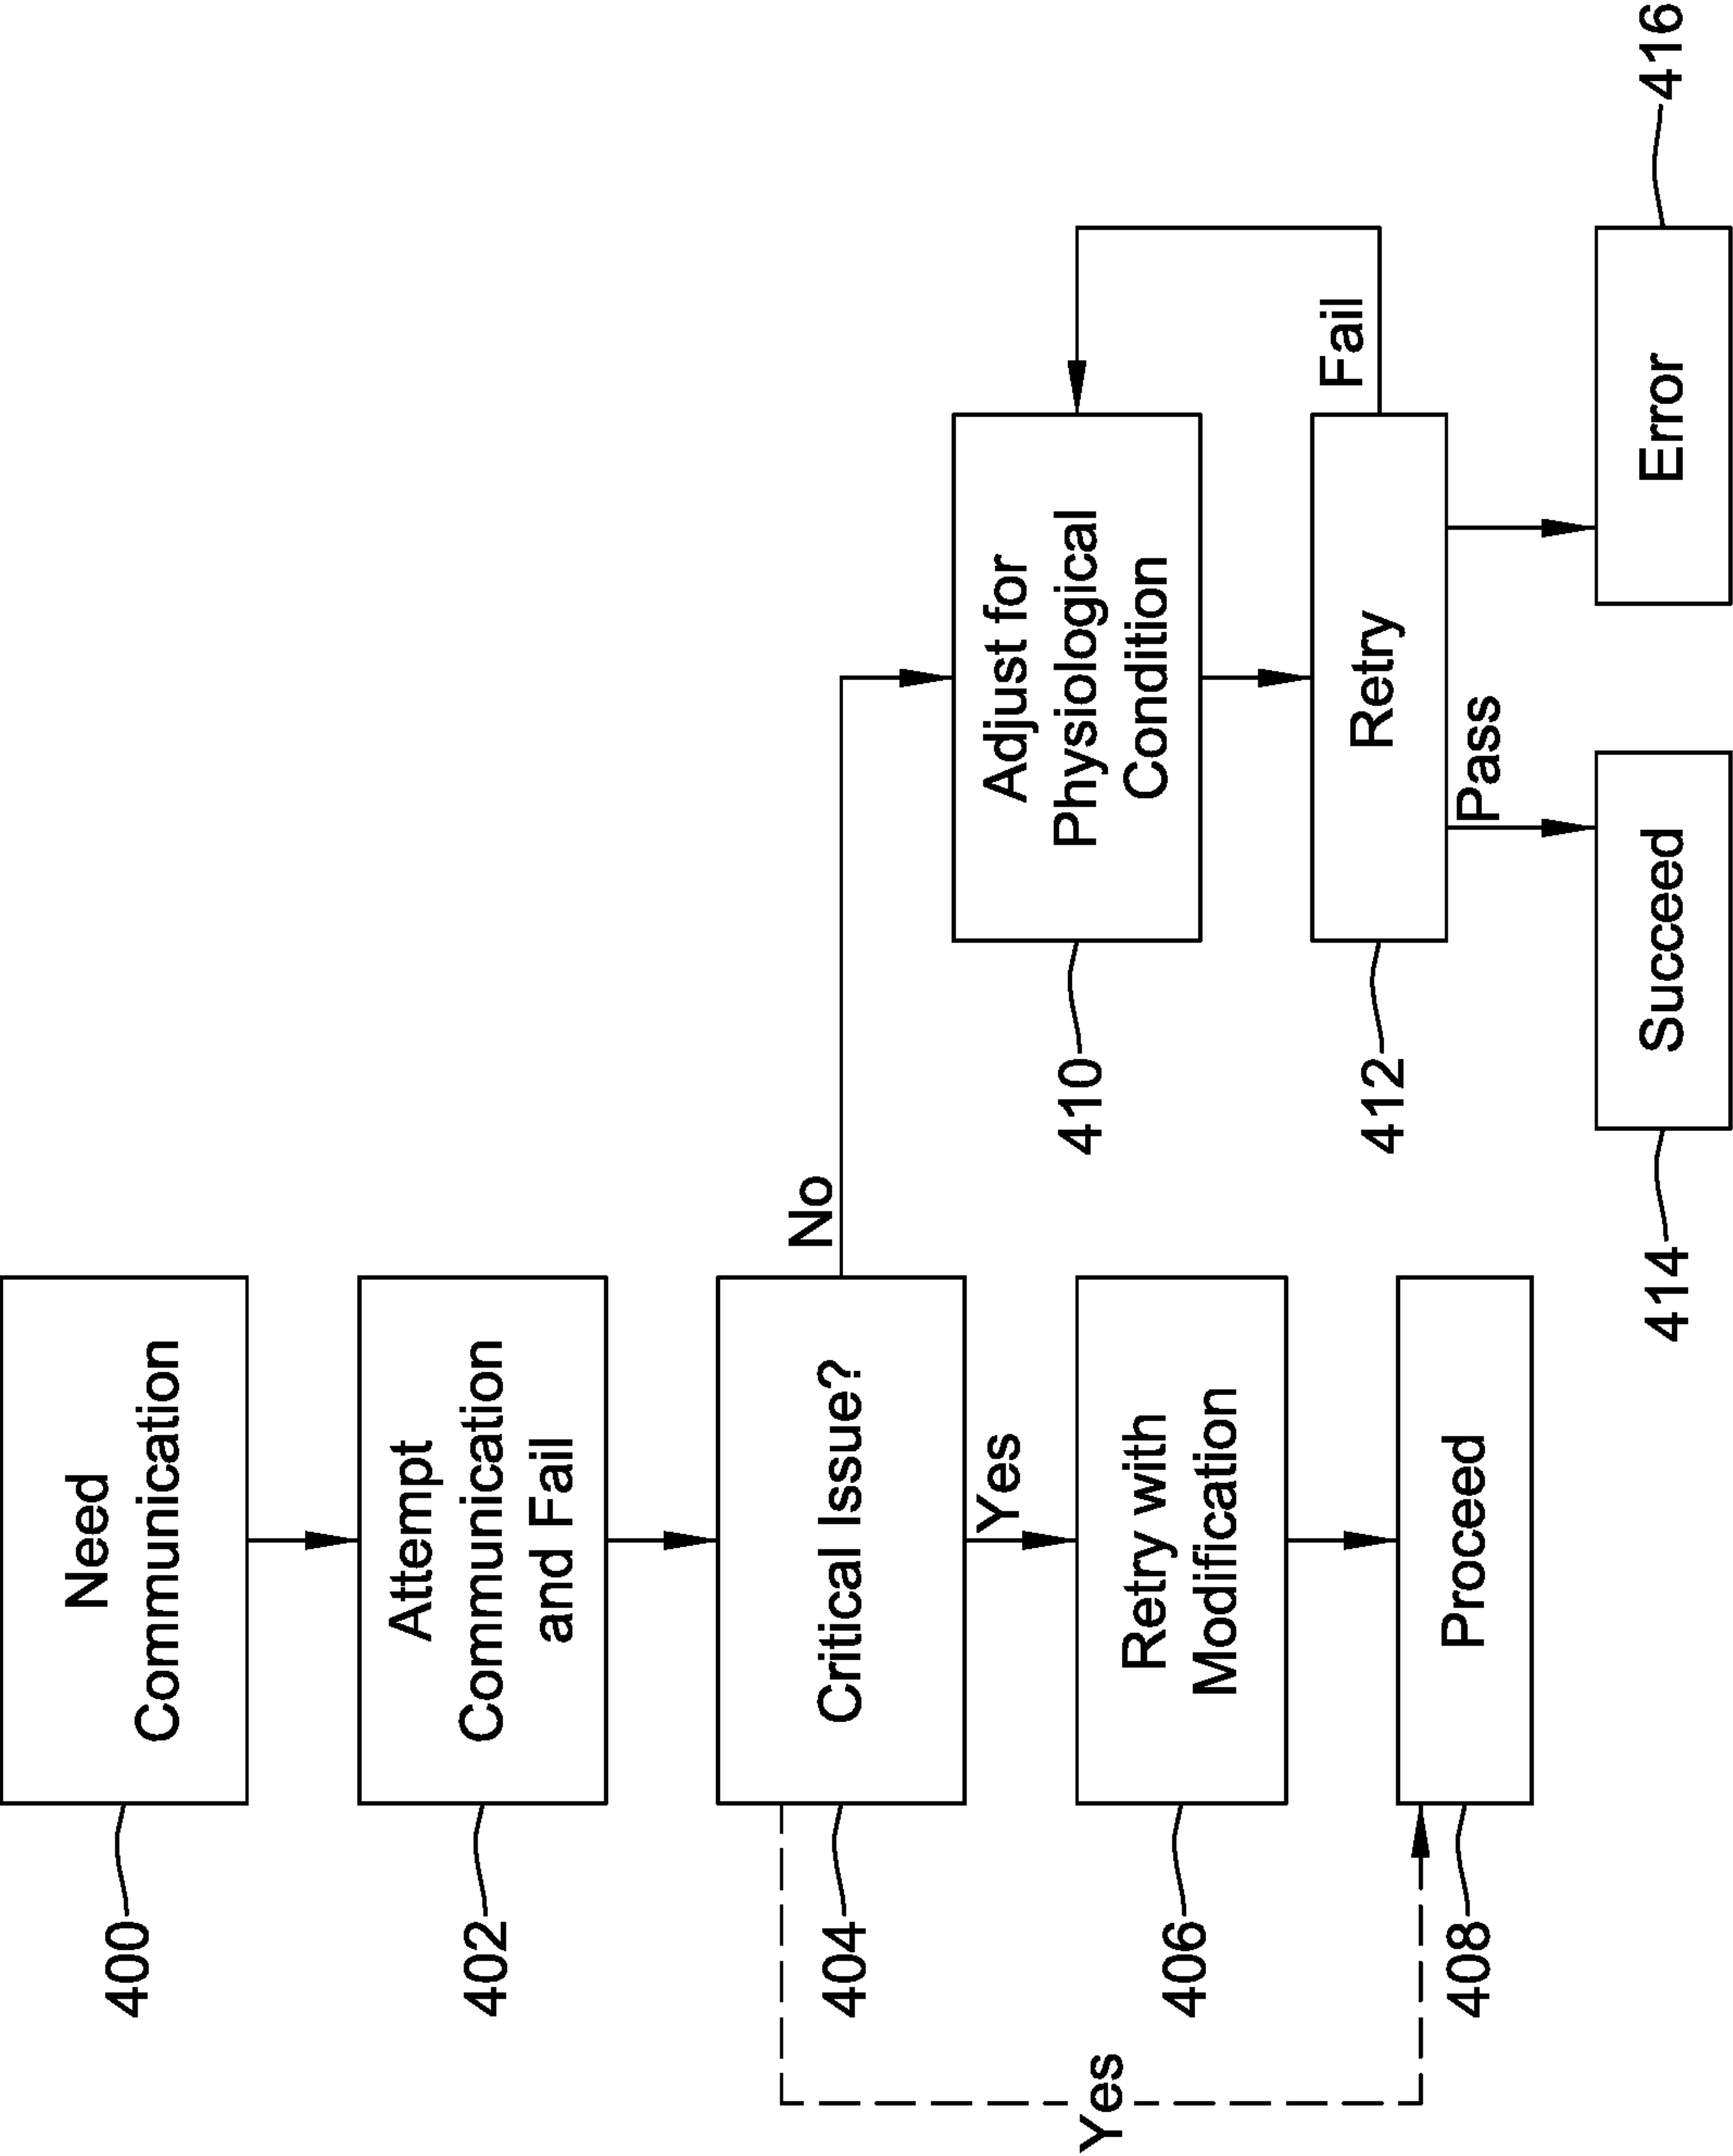 400
Need
Communication
402
Attempt
Communication
and Fail
404
Critical Issue?
No
Yes
Yes
406
Retry with
Modification
408
Proceed
410
Adjust for
Physiological
Condition
412
Retry
Fail
Pass
414
Succeed
Error
416